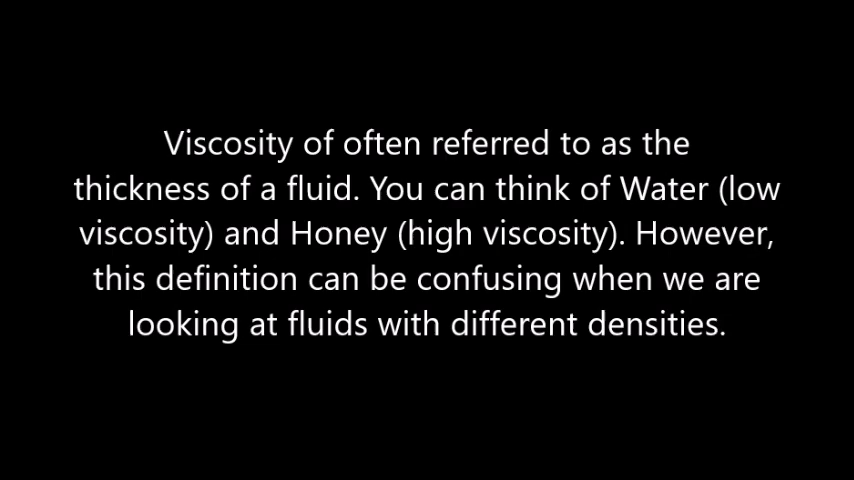 Viscosity of often referred to as the
thickness of a fluid. You can think of Water (low
viscosity) and Honey (high viscosity). However,
this definition can be confusing when we are
looking at fluids with different densities.